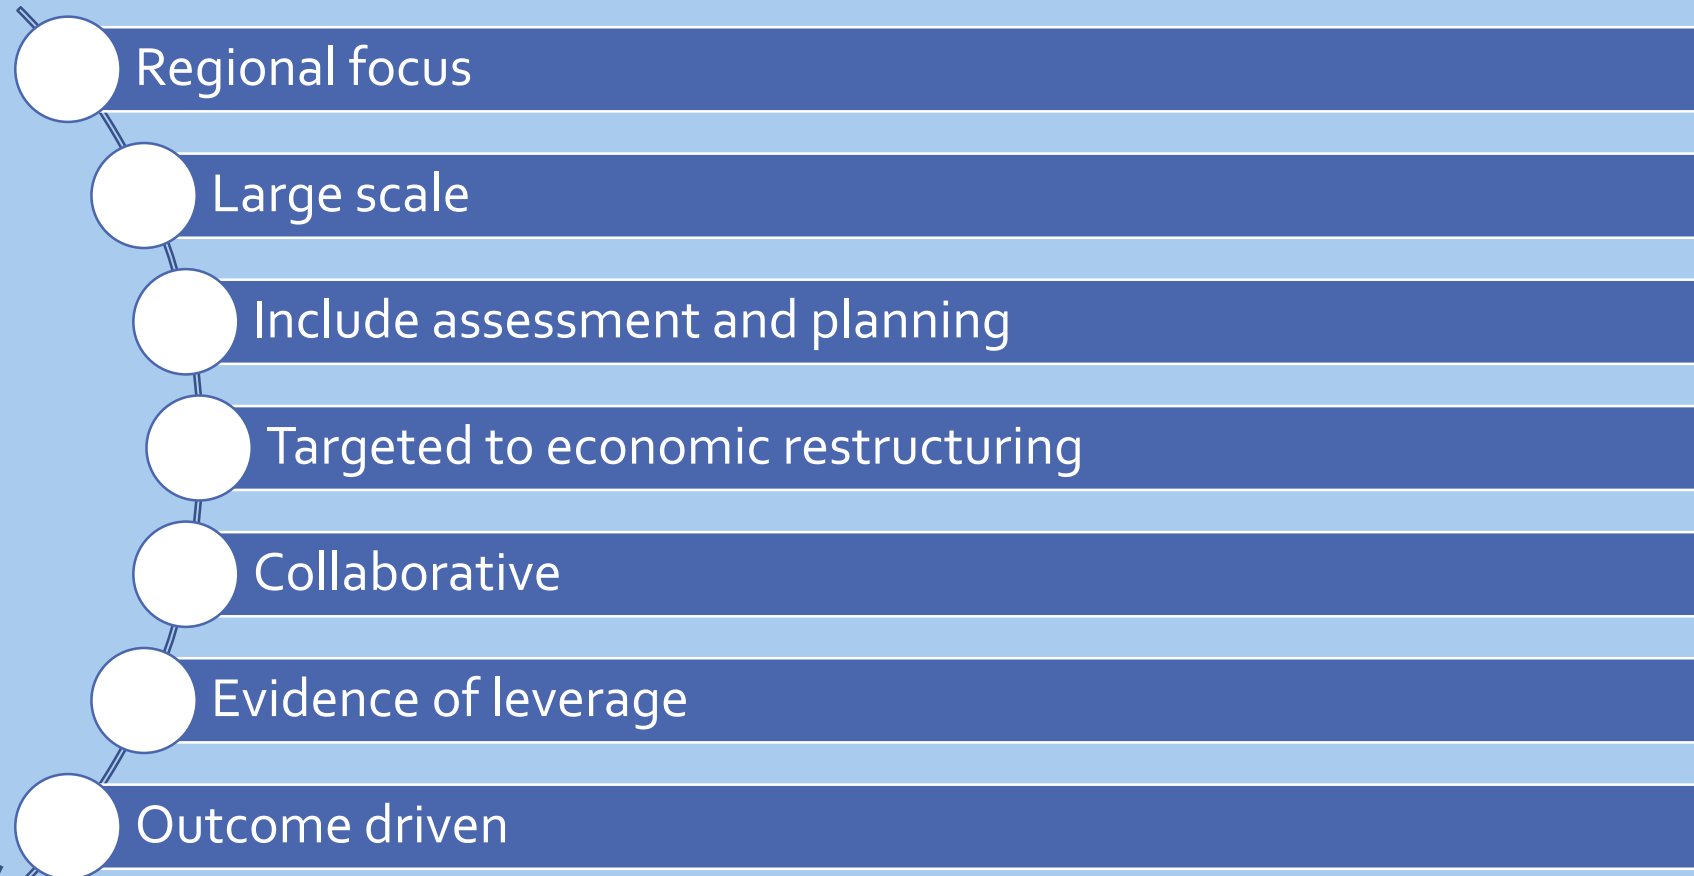 Regional focus
Large scale
Include assessment and planning
Targeted to economic restructuring
Collaborative
Evidence of leverage
Outcome driven